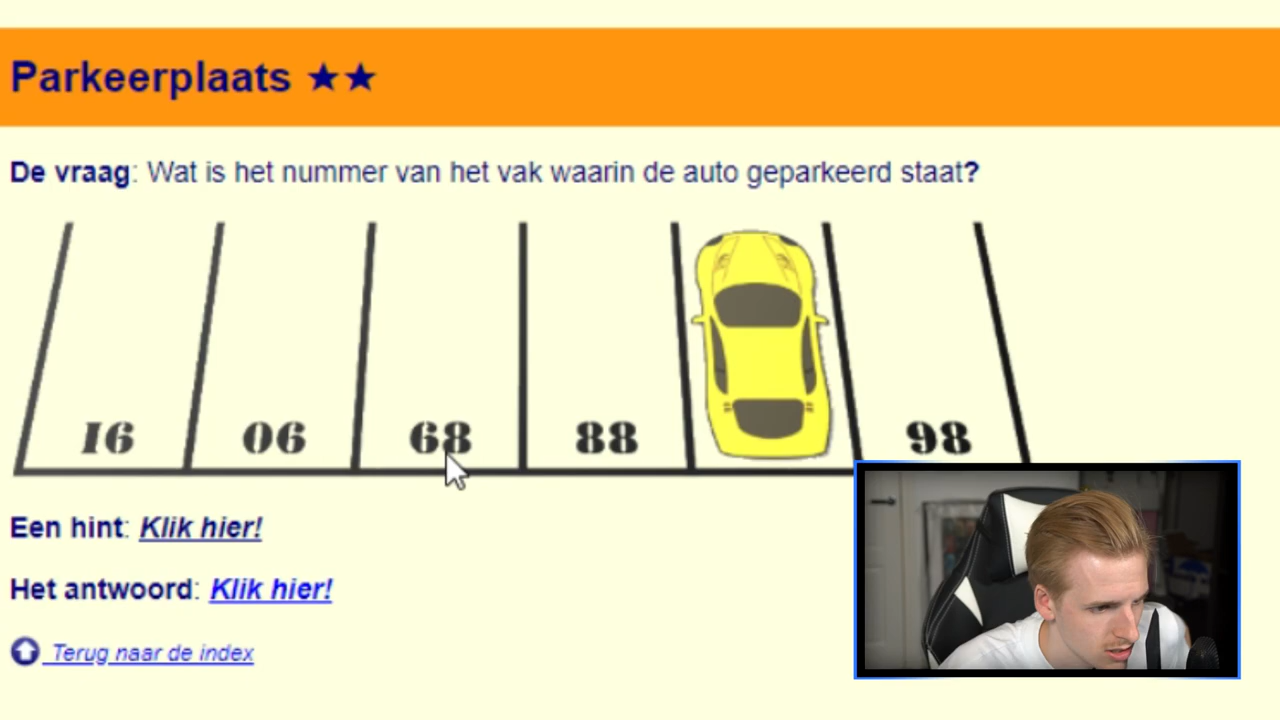 Parkeerplaats ★★
De vraag: Wat is het nummer van het vak waarin de auto geparkeerd staat?
16 06 68 88 98
Een hint: Klik hier!
Het antwoord: Klik hier!
Terug naar de index